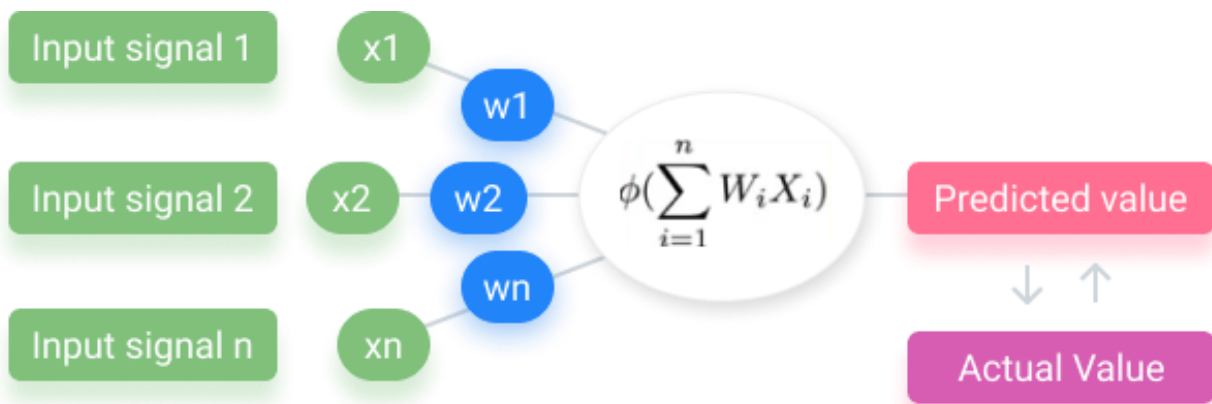 Input signal 1
x1
w1
Input signal 2
x2
w2
ϕ(∑_{i=1}^{n} W_i X_i)
Predicted value
wn
Input signal n
xn
Actual Value